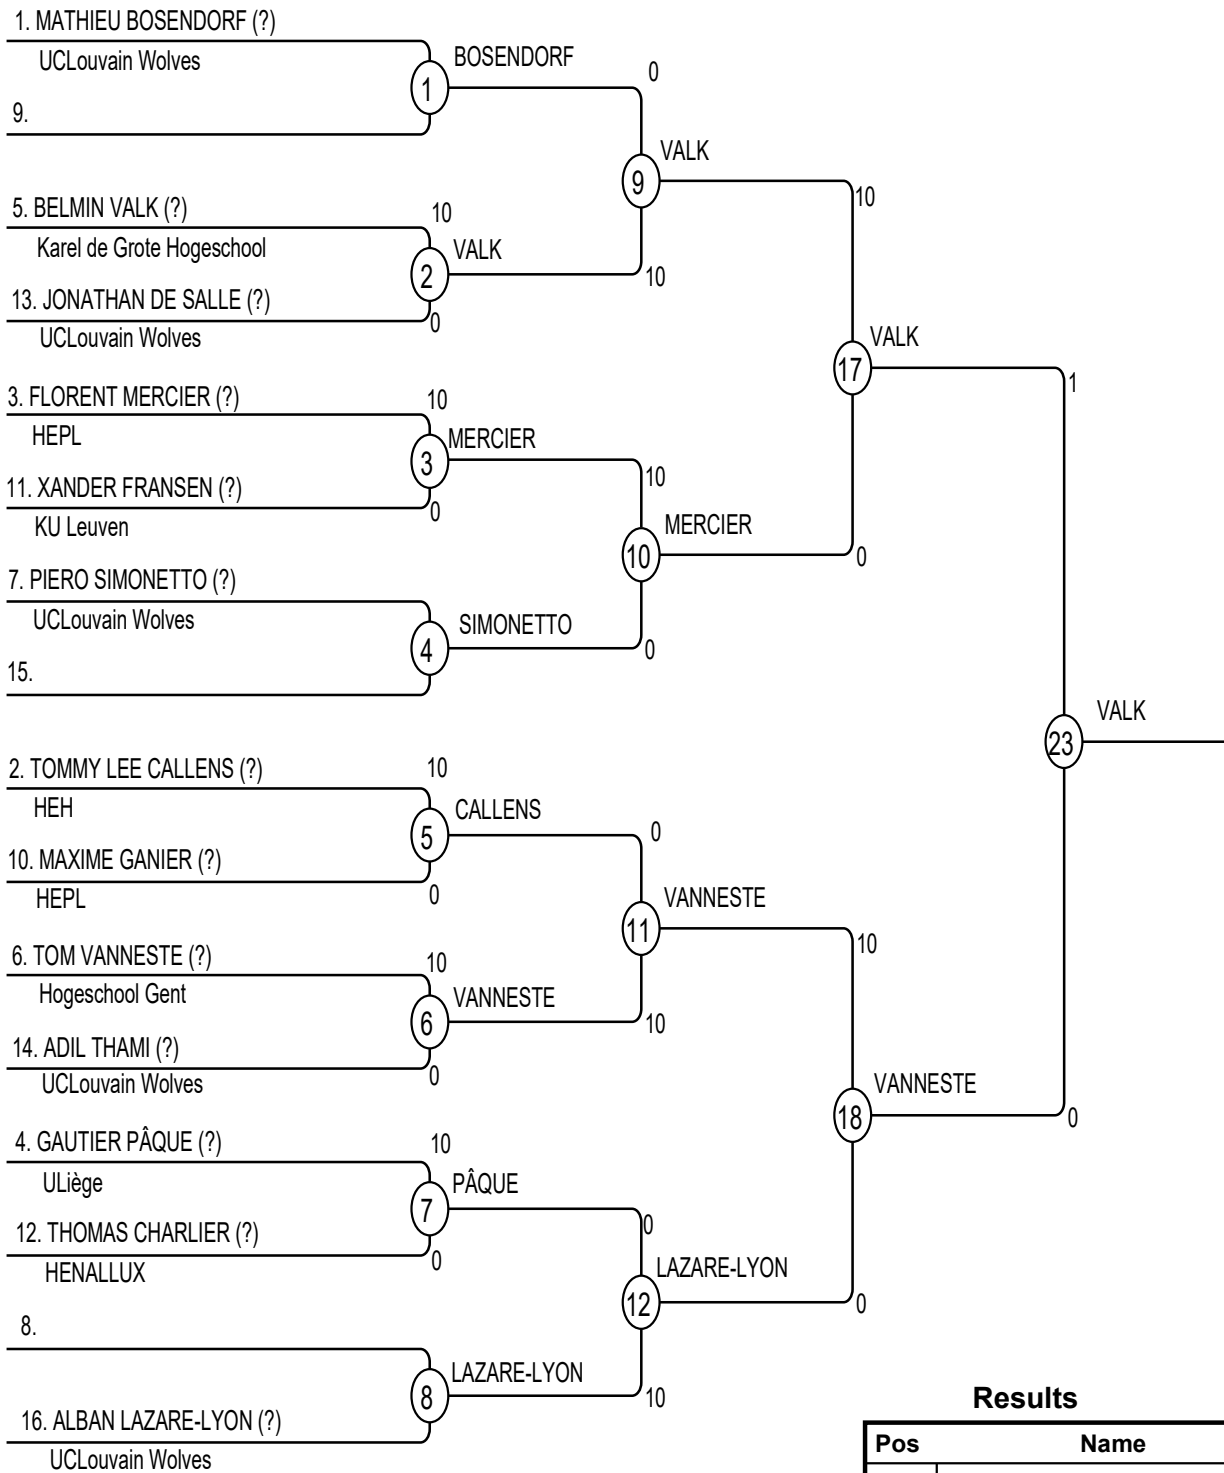 1. MATHIEU BOSENDORF (?)
UCLouvain Wolves
BOSENDORF
0
1
9.
VALK
9
10
5. BELMIN VALK (?)
10
Karel de Grote Hogeschool
VALK
2
10
13. JONATHAN DE SALLE (?)
0
UCLouvain Wolves
VALK
17
1
3. FLORENT MERCIER (?)
10
HEPL
MERCIER
3
10
11. XANDER FRANSEN (?)
0
KU Leuven
MERCIER
10
0
7. PIERO SIMONETTO (?)
UCLouvain Wolves
SIMONETTO
4
0
15.
VALK
23
2. TOMMY LEE CALLENS (?)
10
HEH
CALLENS
5
0
10. MAXIME GANIER (?)
0
HEPL
VANNESTE
11
10
6. TOM VANNESTE (?)
10
Hogeschool Gent
VANNESTE
6
10
14. ADIL THAMI (?)
0
UCLouvain Wolves
VANNESTE
18
0
4. GAUTIER PÂQUE (?)
10
ULiège
PÂQUE
7
0
12. THOMAS CHARLIER (?)
0
HENALLUX
LAZARE-LYON
12
0
8.
LAZARE-LYON
8
10
16. ALBAN LAZARE-LYON (?)
UCLouvain Wolves
Results
Pos Name